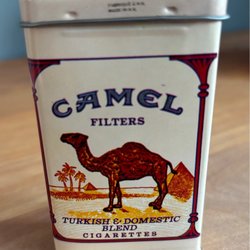 CAMEL
FILTERS
TURKISH & DOMESTIC
BLEND
CIGARETTES